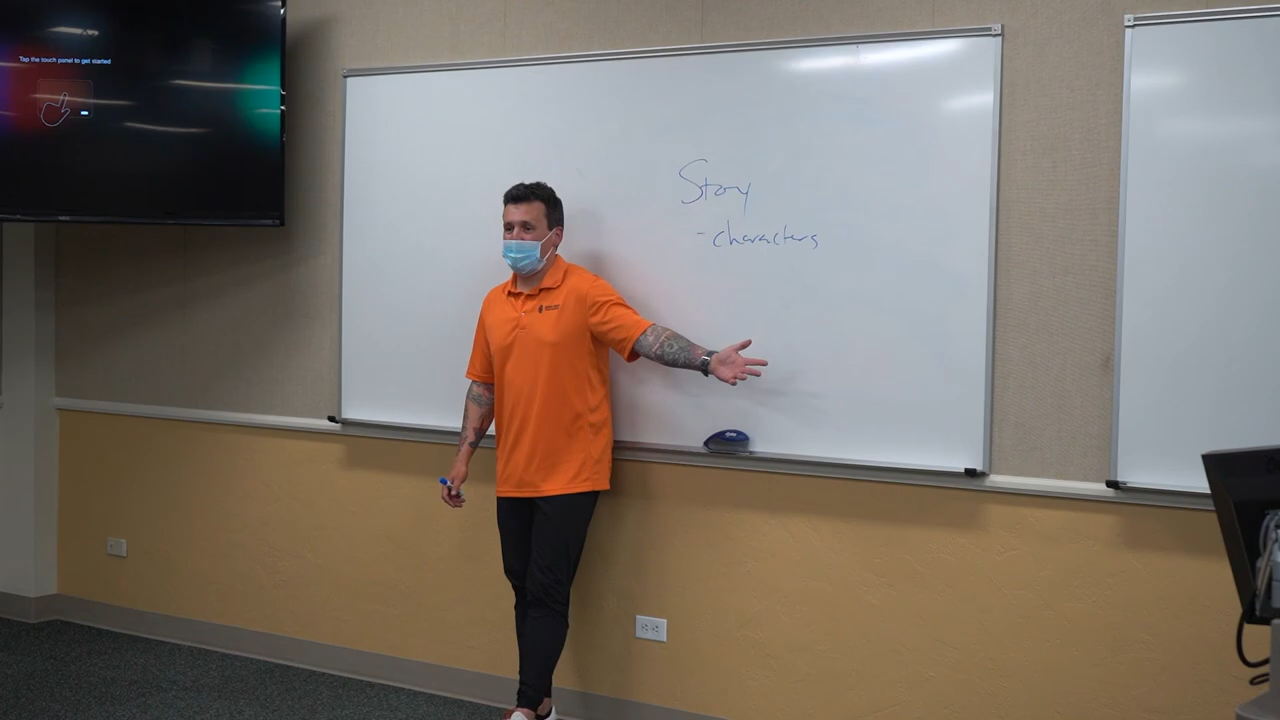 Tap the touch panel to get started
Story
- characters